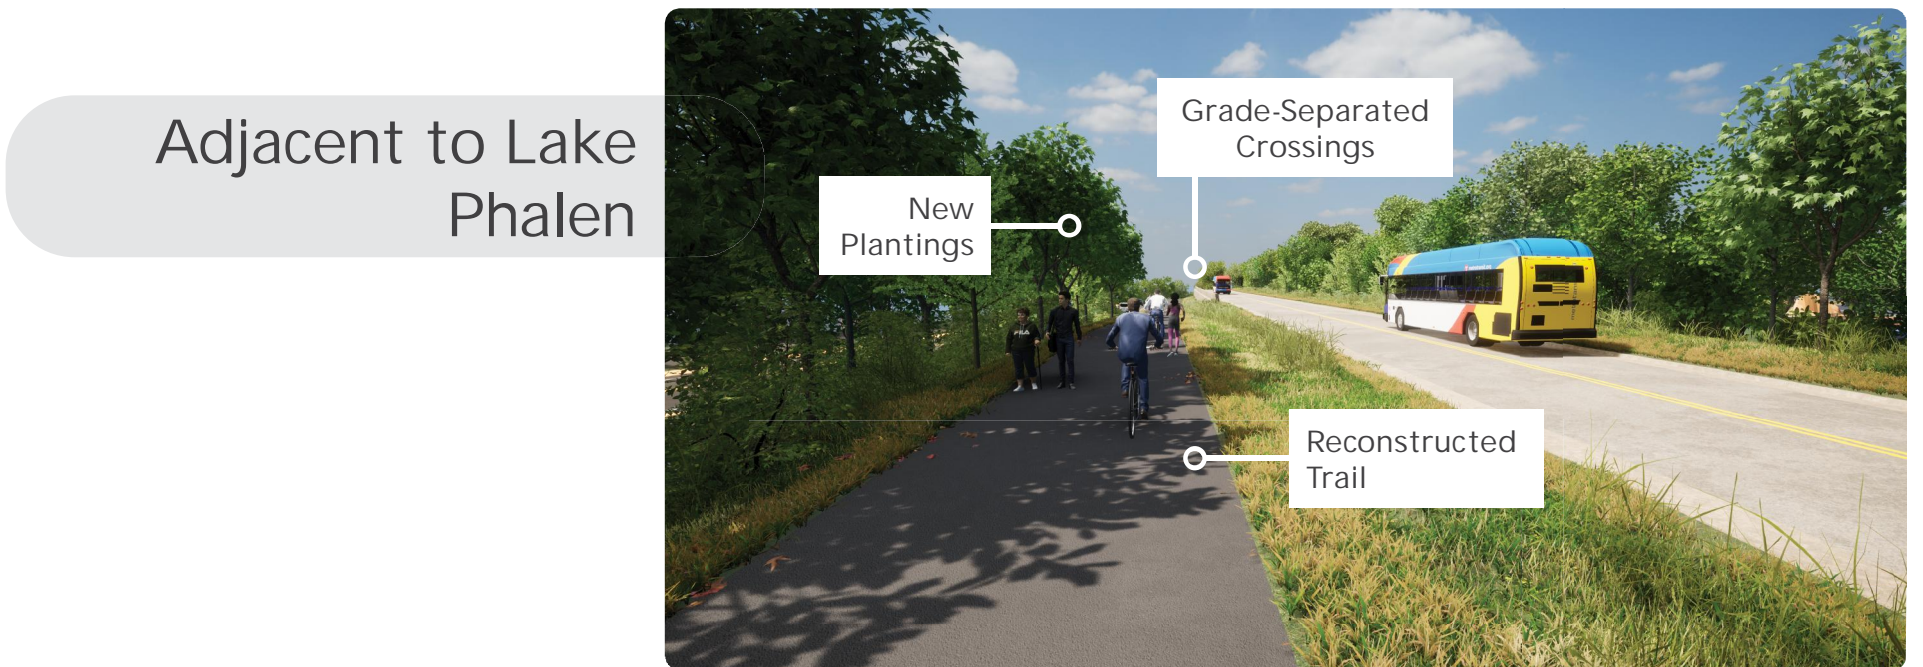 Adjacent to Lake
Phalen
Grade-Separated
Crossings
New
Plantings
Reconstructed
Trail